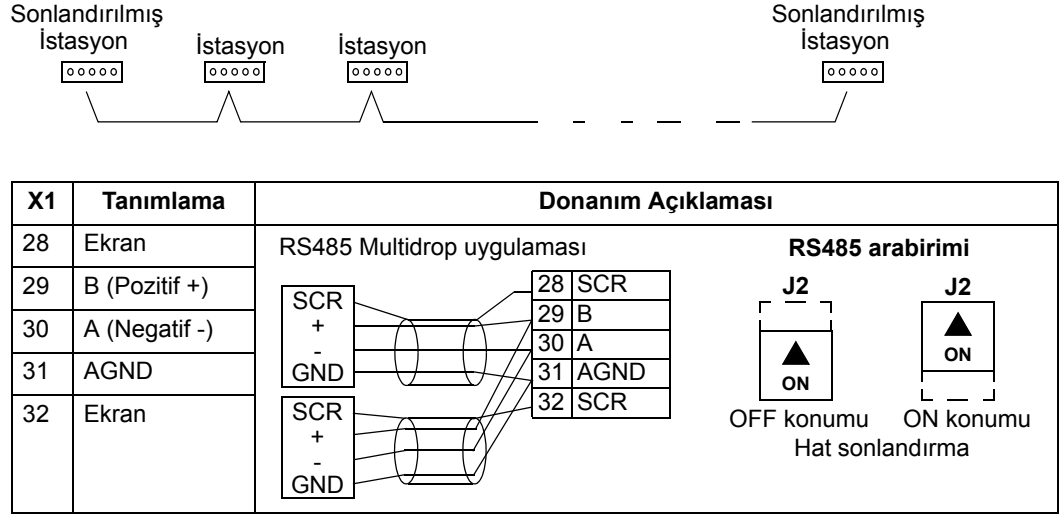 Sonlandırılmış
İstasyon
İstasyon
İstasyon
Sonlandırılmış
İstasyon
X1 Tanımlama Donanım Açıklaması
28 Ekran
29 B (Pozitif +)
30 A (Negatif -)
31 AGND
32 Ekran
RS485 Multidrop uygulaması
SCR
+
-
GND
SCR
+
-
GND
28 SCR
29 B
30 A
31 AGND
32 SCR
RS485 arabirimi
J2
ON
OFF konumu
J2
ON
ON konumu
Hat sonlandırma